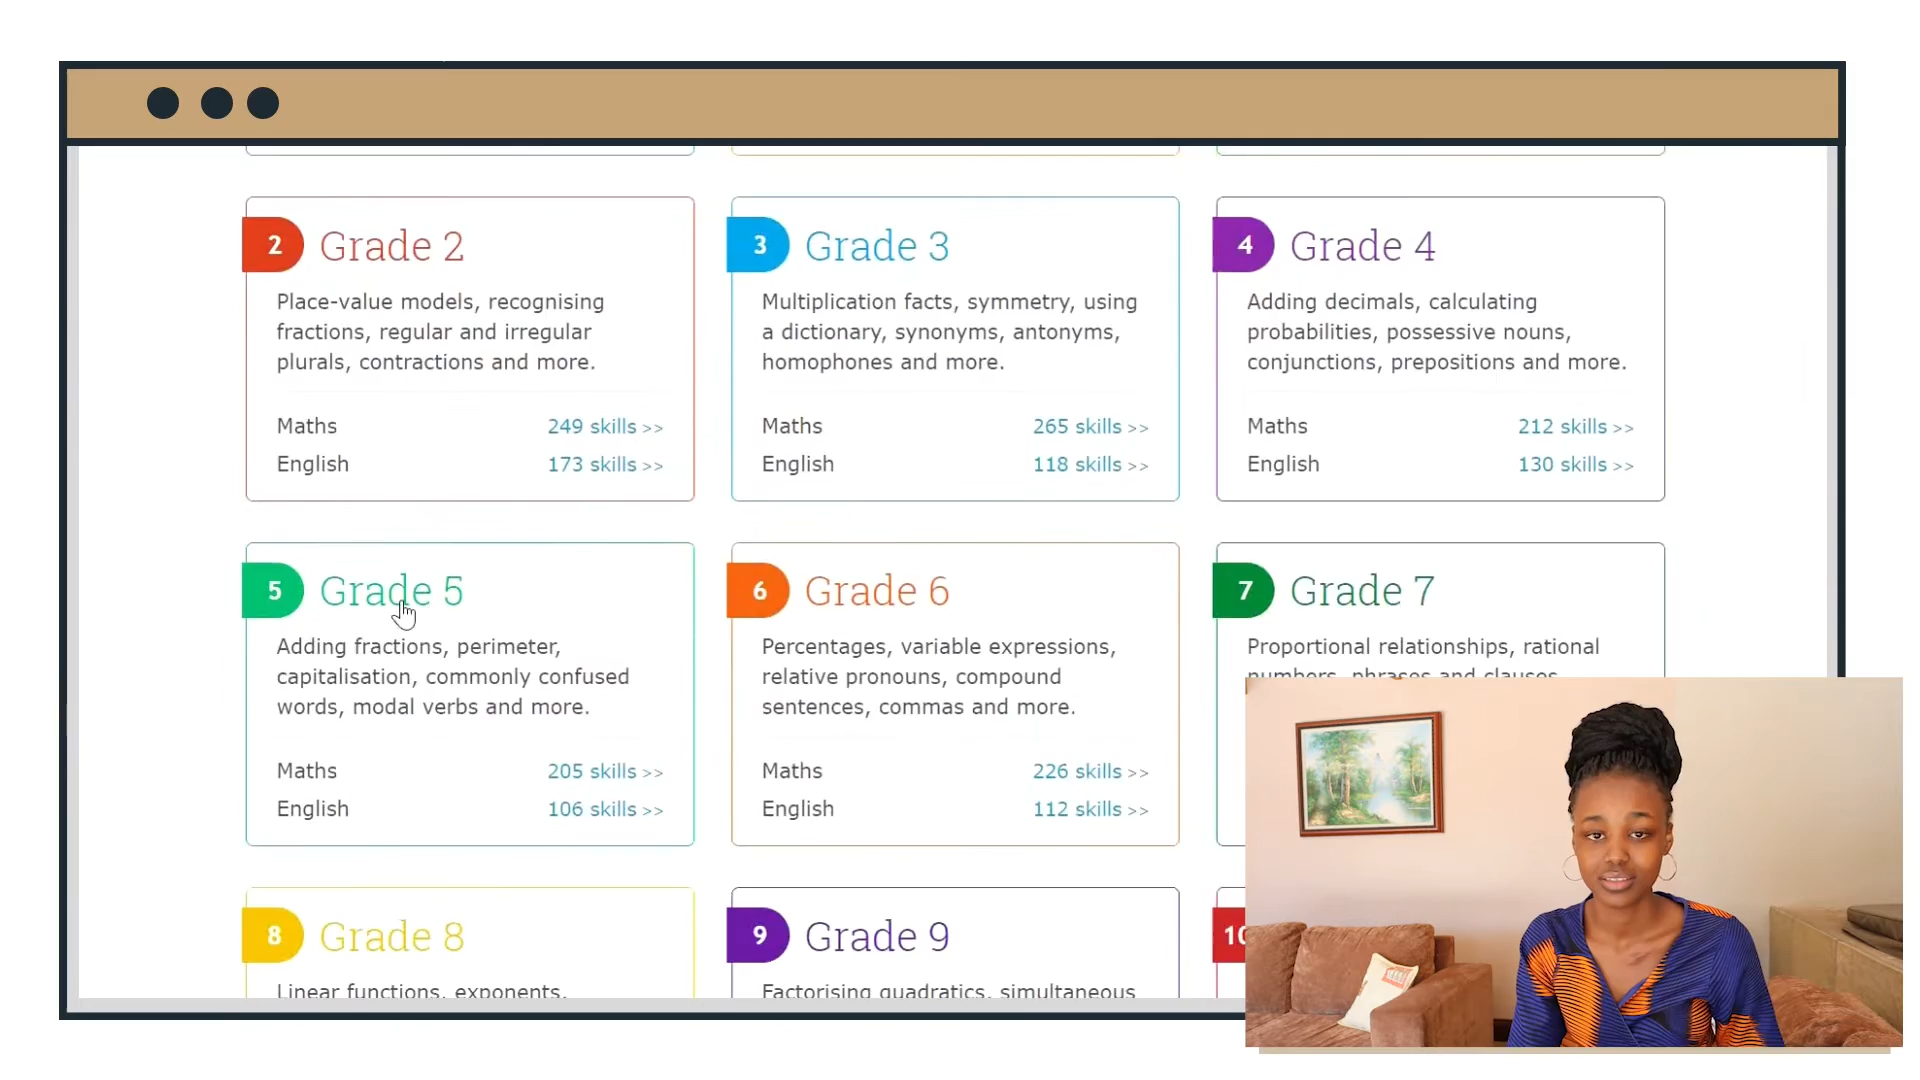 2 Grade 2
Place-value models, recognising
fractions, regular and irregular
plurals, contractions and more.
Maths 249 skills >>
English 173 skills >>
3 Grade 3
Multiplication facts, symmetry, using
a dictionary, synonyms, antonyms,
homophones and more.
Maths 265 skills >>
English 118 skills >>
4 Grade 4
Adding decimals, calculating
probabilities, possessive nouns,
conjunctions, prepositions and more.
Maths 212 skills >>
English 130 skills >>
5 Grade 5
Adding fractions, perimeter,
capitalisation, commonly confused
words, modal verbs and more.
Maths 205 skills >>
English 106 skills >>
6 Grade 6
Percentages, variable expressions,
relative pronouns, compound
sentences, commas and more.
Maths 226 skills >>
English 112 skills >>
7 Grade 7
Proportional relationships, rational
numbers, phrases and clauses,
8 Grade 8
Linear functions, exponents,
9 Grade 9
Factorising quadratics, simultaneous
10